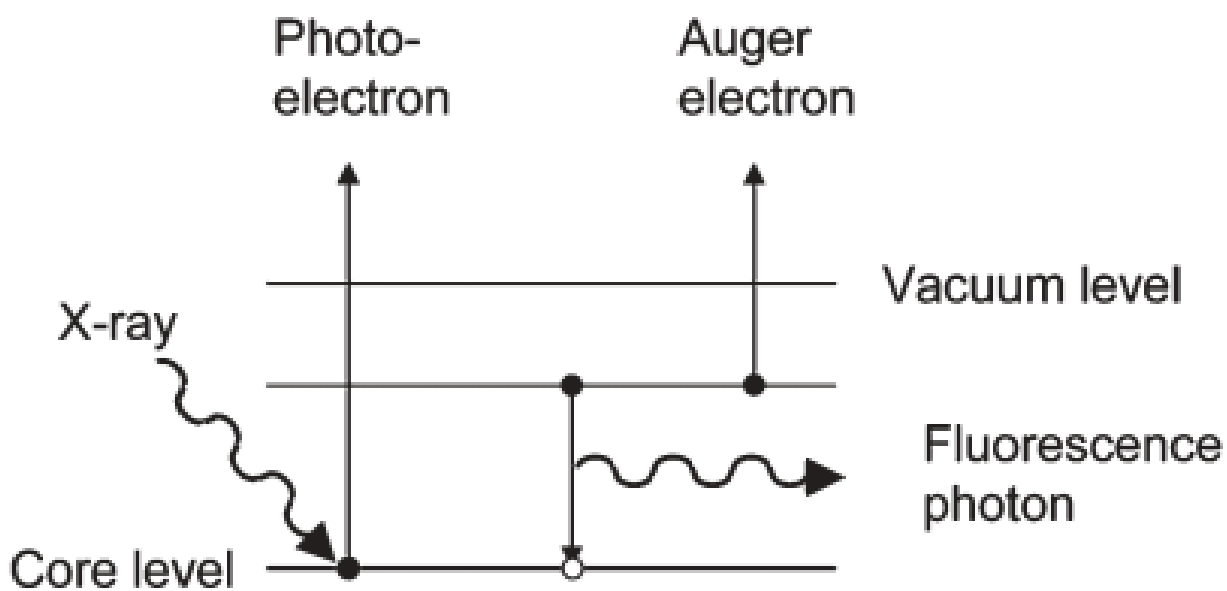 Photo-
electron
Auger
electron
Vacuum level
X-ray
Fluorescence
photon
Core level